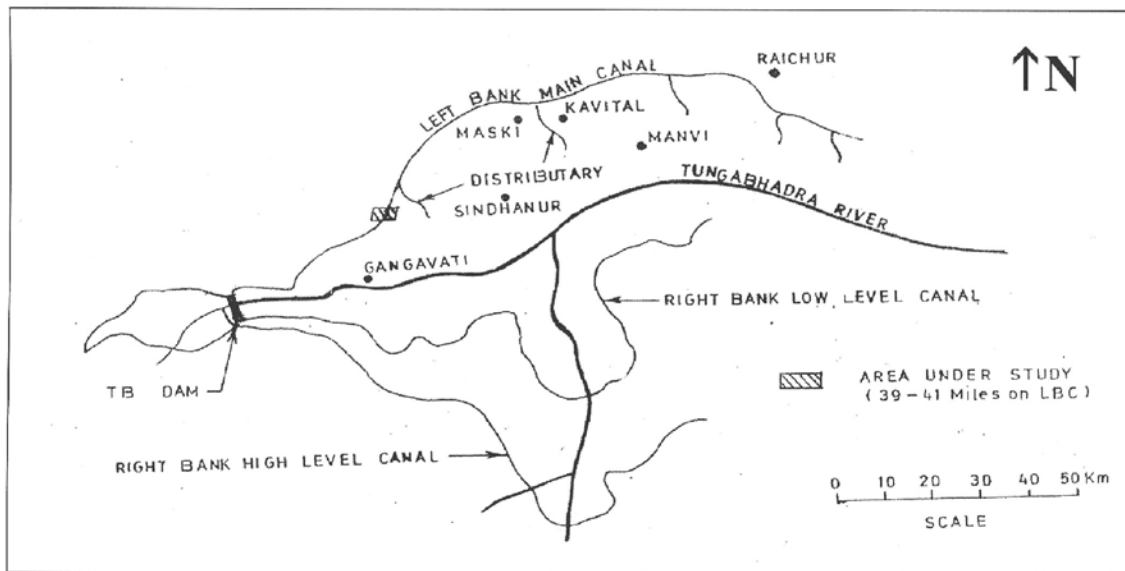 RAICHUR
↑N
LEFT BANK MAIN CANAL
KAVITAL
MASKI
MANVI
DISTRIBUTARY
TUNGABHADRA RIVER
SINDHANUR
GANGAVATI
RIGHT BANK LOW LEVEL CANAL
TB DAM
AREA UNDER STUDY
(39-41 Miles on LBC)
RIGHT BANK HIGH LEVEL CANAL
0 10 20 30 40 50 Km
SCALE